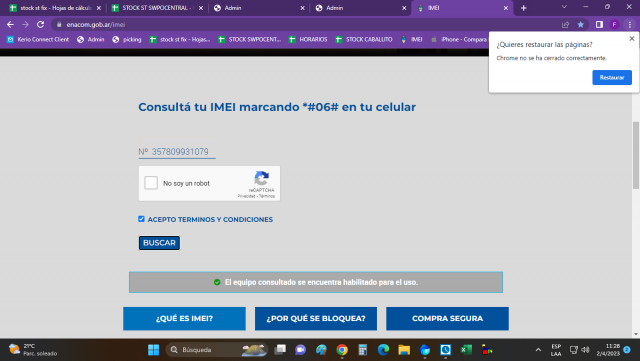 stock st fix - Hojas de cálculo
STOCK ST SWPOCENTRAL -
Admin
Admin
IMEI
enacom.gob.ar/imei
Kerio Connect Client
Admin
picking
stock st fix - Hojas...
STOCK SWPOCENT...
HORARIOS
STOCK CABALLITO
IMEI
iPhone - Compara
¿Quieres restaurar las páginas?
Chrome no se ha cerrado correctamente.
Restaurar
Consultá tu IMEI marcando *#06# en tu celular
Nº 357809931079
No soy un robot
reCAPTCHA
Privacidad - Términos
ACEPTO TERMINOS Y CONDICIONES
BUSCAR
El equipo consultado se encuentra habilitado para el uso.
¿QUÉ ES IMEI?
¿POR QUÉ SE BLOQUEA?
COMPRA SEGURA
21°C
Parc. soleado
Búsqueda
ESP
LAA
11:28
2/4/2023